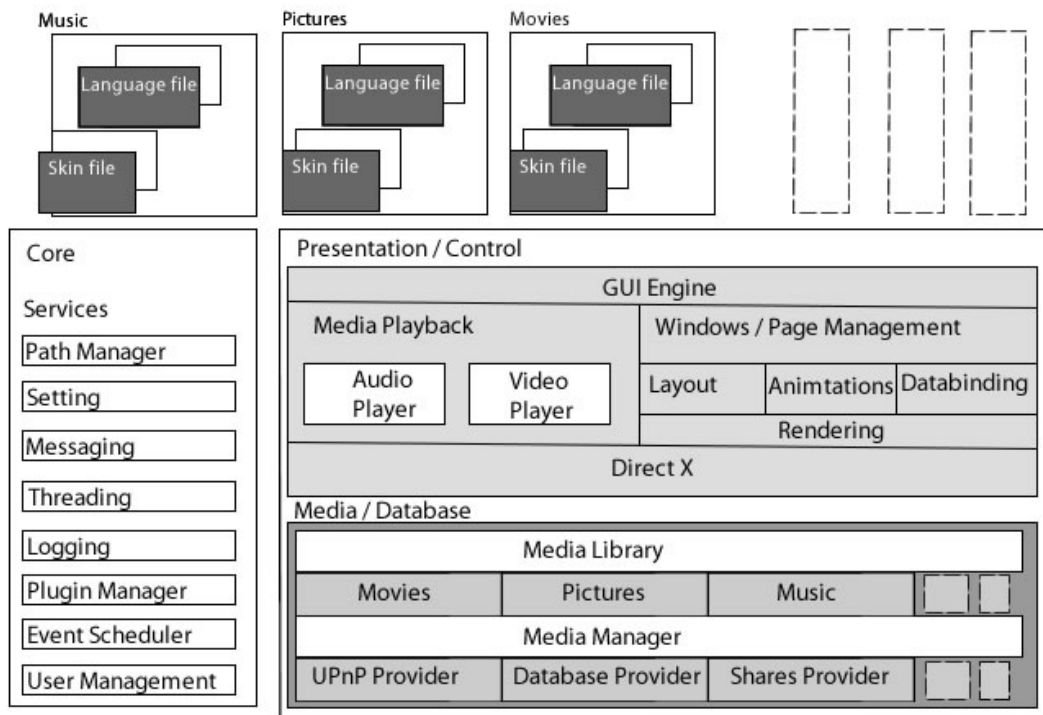 Music
Pictures
Movies
Language file
Language file
Language file
Skin file
Skin file
Skin file
Core
Services
Path Manager
Setting
Messaging
Threading
Logging
Plugin Manager
Event Scheduler
User Management
Presentation / Control
GUI Engine
Media Playback
Windows / Page Management
Audio
Player
Video
Player
Layout
Animtations
Databinding
Rendering
Direct X
Media / Database
Media Library
Movies
Pictures
Music
Media Manager
UPnP Provider
Database Provider
Shares Provider